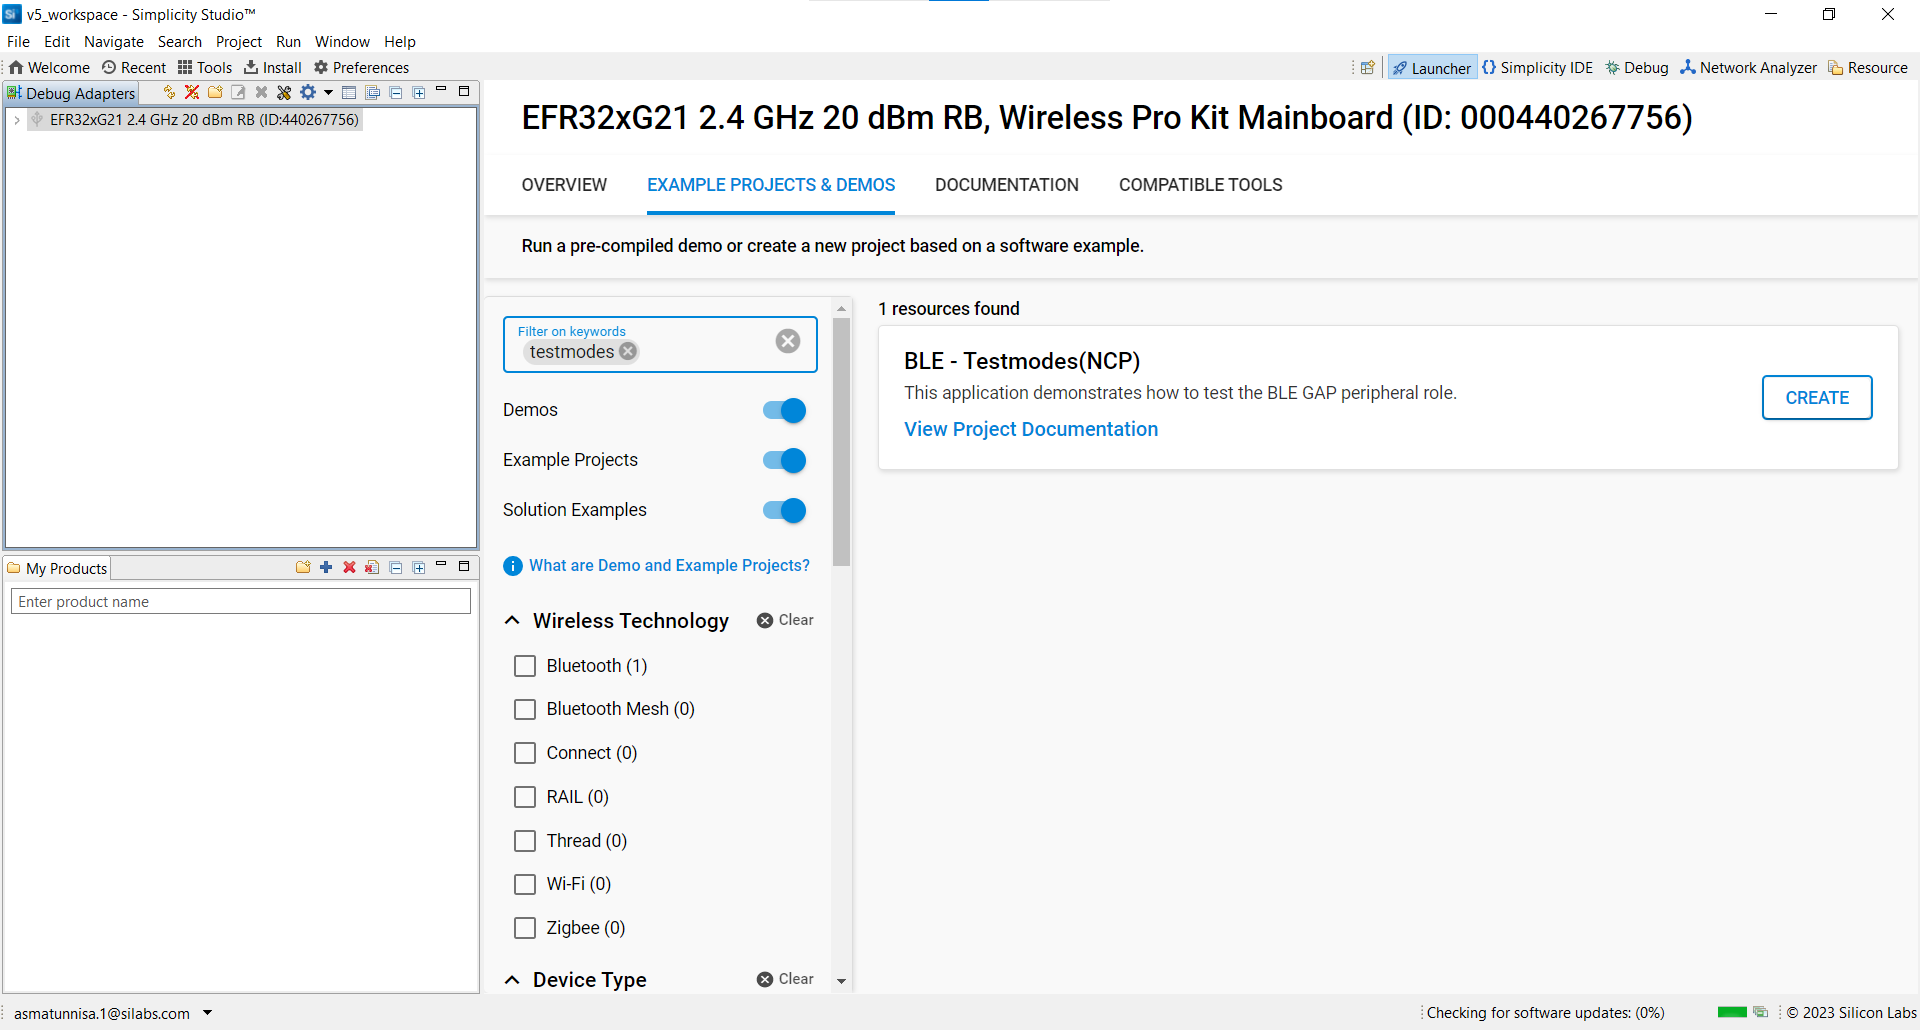 v5_workspace - Simplicity Studio™
File Edit Navigate Search Project Run Window Help
Welcome Recent Tools Install Preferences
Launcher Simplicity IDE Debug Network Analyzer Resource
Debug Adapters
EFR32xG21 2.4 GHz 20 dBm RB (ID:440267756)
My Products
Enter product name
EFR32xG21 2.4 GHz 20 dBm RB, Wireless Pro Kit Mainboard (ID: 000440267756)
OVERVIEW EXAMPLE PROJECTS & DEMOS DOCUMENTATION COMPATIBLE TOOLS
Run a pre-compiled demo or create a new project based on a software example.
Filter on keywords
testmodes
Demos
Example Projects
Solution Examples
What are Demo and Example Projects?
Wireless Technology Clear
Bluetooth (1)
Bluetooth Mesh (0)
Connect (0)
RAIL (0)
Thread (0)
Wi-Fi (0)
Zigbee (0)
Device Type Clear
1 resources found
BLE - Testmodes(NCP)
This application demonstrates how to test the BLE GAP peripheral role.
View Project Documentation
CREATE
asmatunnisa.1@silabs.com
Checking for software updates: (0%)
© 2023 Silicon Labs